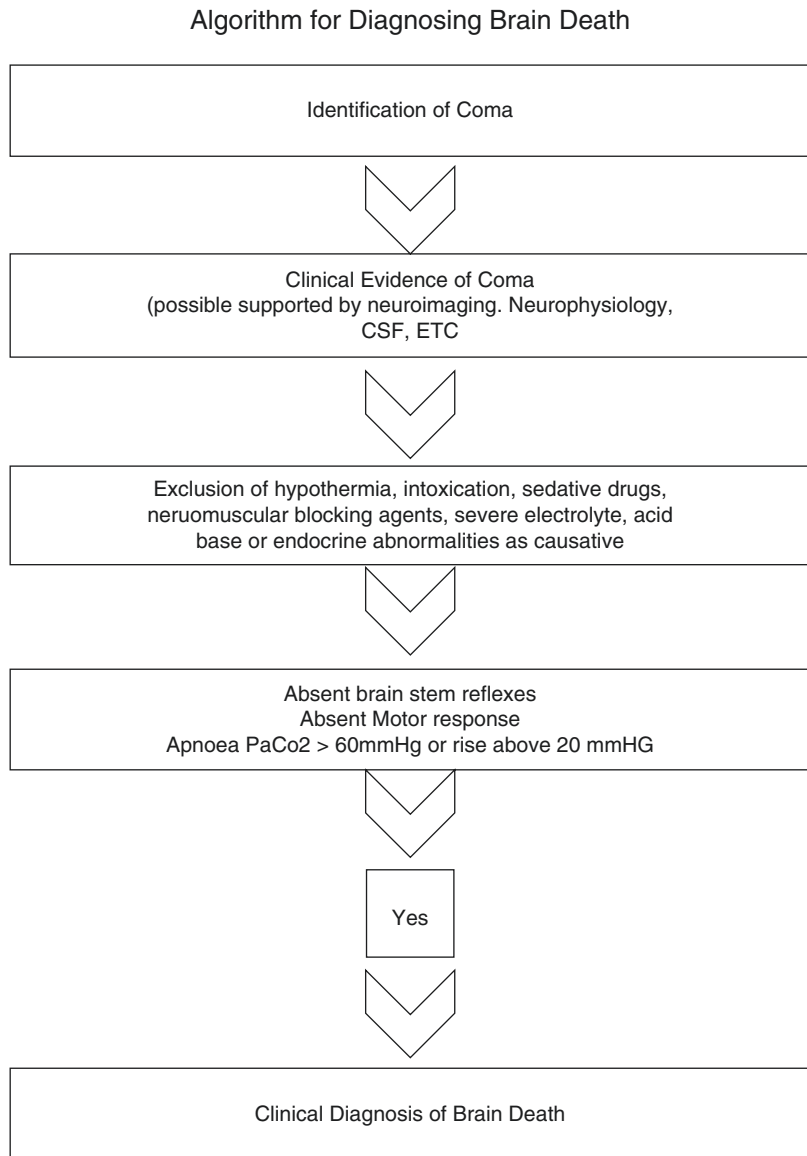 Algorithm for Diagnosing Brain Death
Identification of Coma
Clinical Evidence of Coma
(possible supported by neuroimaging. Neurophysiology,
CSF, ETC
Exclusion of hypothermia, intoxication, sedative drugs,
neruomuscular blocking agents, severe electrolyte, acid
base or endocrine abnormalities as causative
Absent brain stem reflexes
Absent Motor response
Apnoea PaCo2 > 60mmHg or rise above 20 mmHG
Yes
Clinical Diagnosis of Brain Death